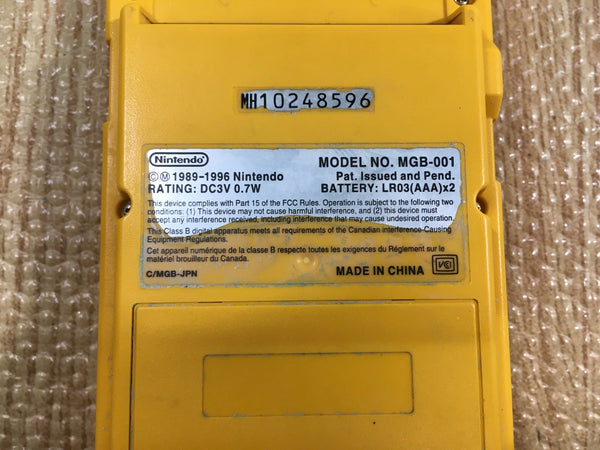 MH10248596
Nintendo
©Ⓜ 1989-1996 Nintendo
RATING: DC3V 0.7W
MODEL NO. MGB-001
Pat. Issued and Pend.
BATTERY: LR03(AAA)x2
This device complies with Part 15 of the FCC Rules. Operation is subject to the following two
conditions: (1) This device may not cause harmful interference, and (2) this device must
accept any interference received, including interference that may cause undesired operation
This Class B digital apparatus meets all requirements of the Canadian interference-Causing
Equipment Regulations.
Cet appareil numérique de la classe B respecte toutes les exigences du Réglement sur le
matériel brouilleur du Canada.
C/MGB-JPN
MADE IN CHINA
VCI